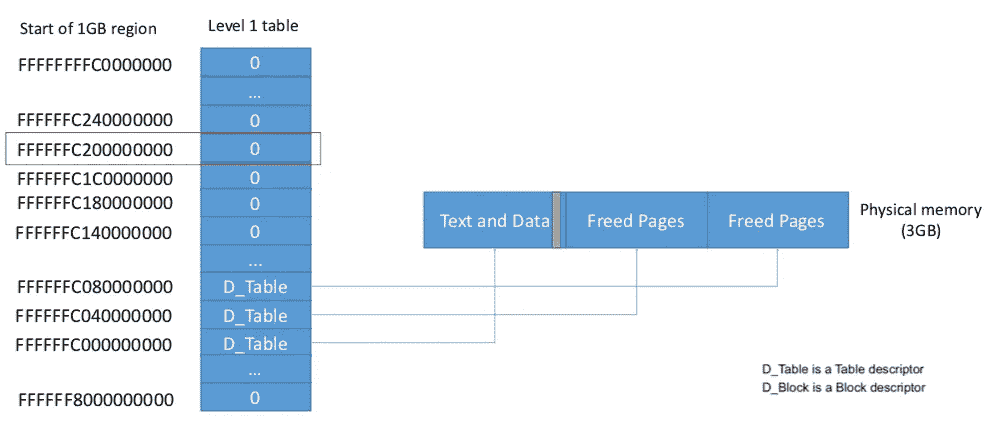 Start of 1GB region Level 1 table
FFFFFFFFC0000000 0
...
FFFFFFC240000000 0
FFFFFFC200000000 0
FFFFFFC1C0000000 0
FFFFFFC180000000 0
FFFFFFC140000000 0
...
FFFFFFC080000000 D_Table
FFFFFFC040000000 D_Table
FFFFFFC000000000 D_Table
...
FFFFFF8000000000 0
Text and Data Freed Pages Freed Pages
Physical memory
(3GB)
D_Table is a Table descriptor
D_Block is a Block descriptor